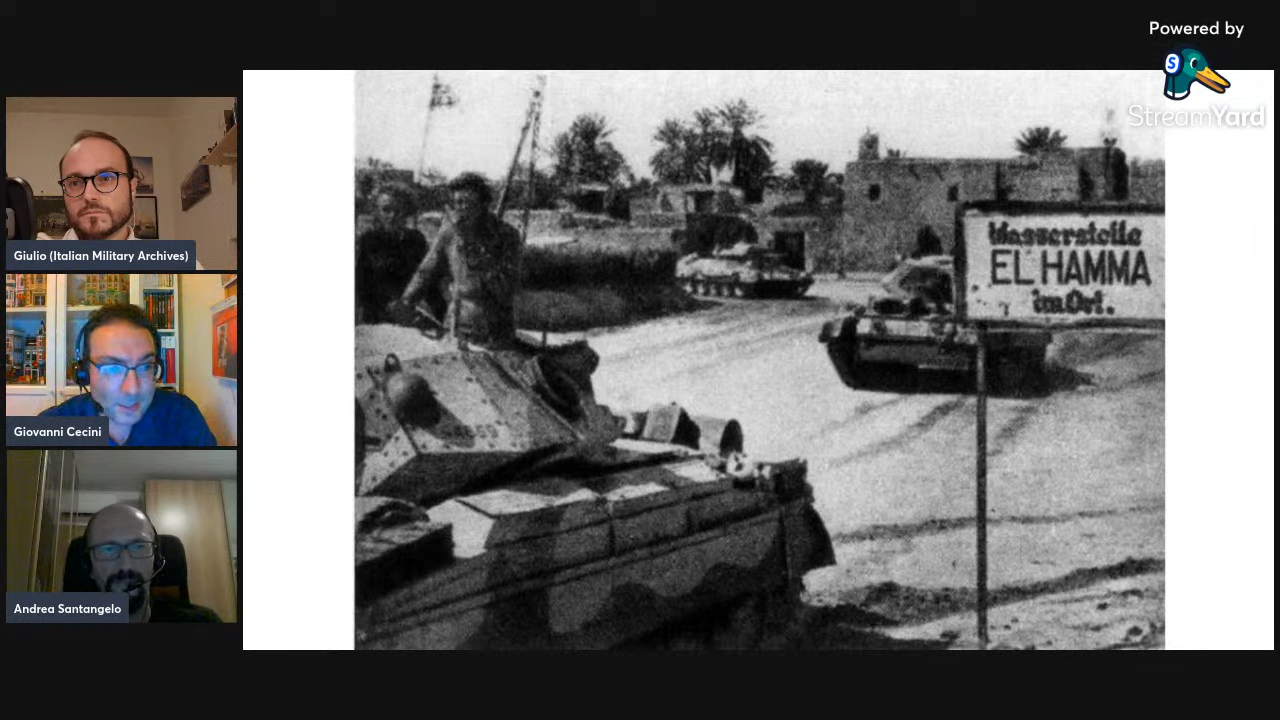 Powered by
StreamYard
Giulio (Italian Military Archives)
Giovanni Cecini
Andrea Santangelo
Wasserstelle
EL HAMMA
im Ort.